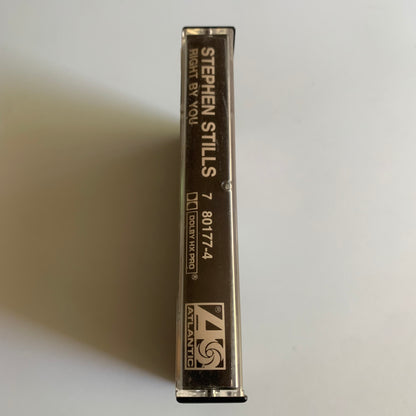 STEPHEN STILLS
RIGHT BY YOU
7 80177-4
DOLBY HX PRO
®
ATLANTIC
®